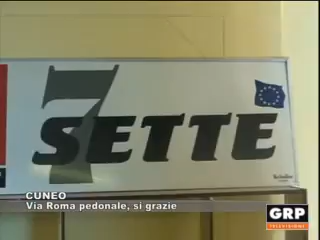 7
SETTE
CUNEO
Via Roma pedonale, si grazie
GRP
TELEVISIONE